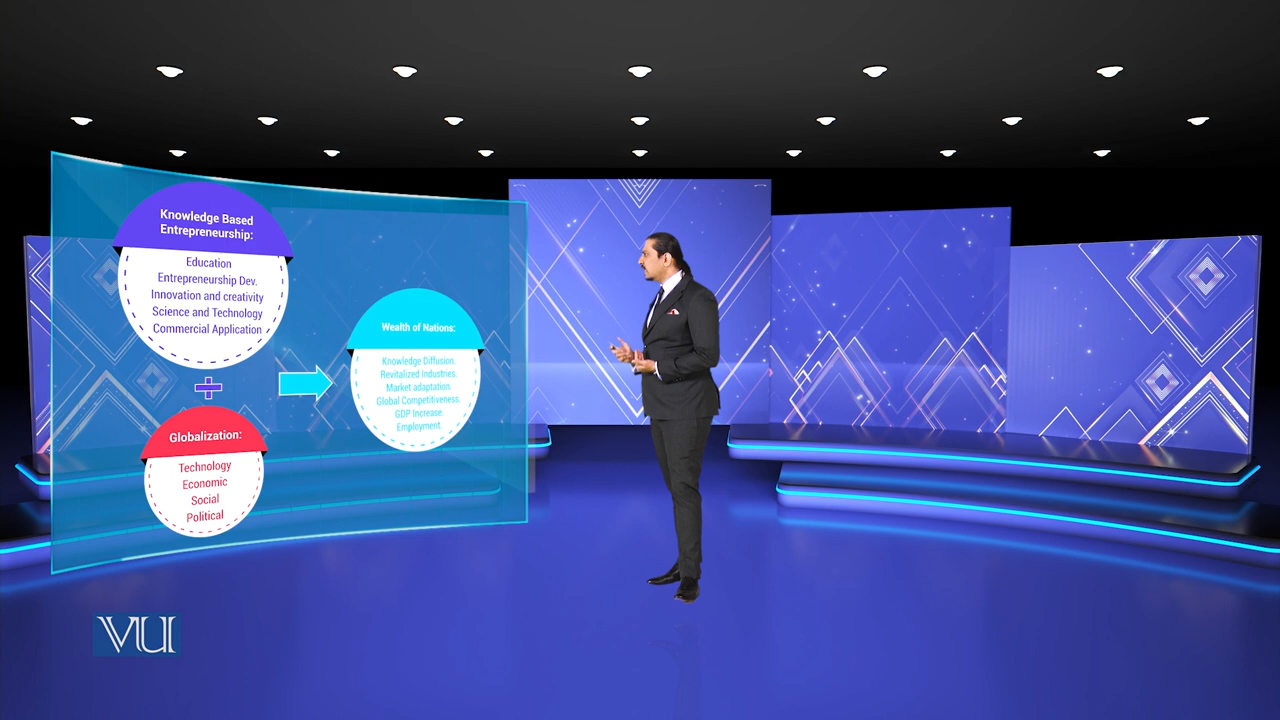 Knowledge Based
Entrepreneurship:
Education
Entrepreneurship Dev.
Innovation and creativity
Science and Technology
Commercial Application
Globalization:
Technology
Economic
Social
Political
Wealth of Nations:
Knowledge Diffusion.
Revitalized Industries.
Market adaptation.
Global Competitiveness.
GDP Increase.
Employment.
VU